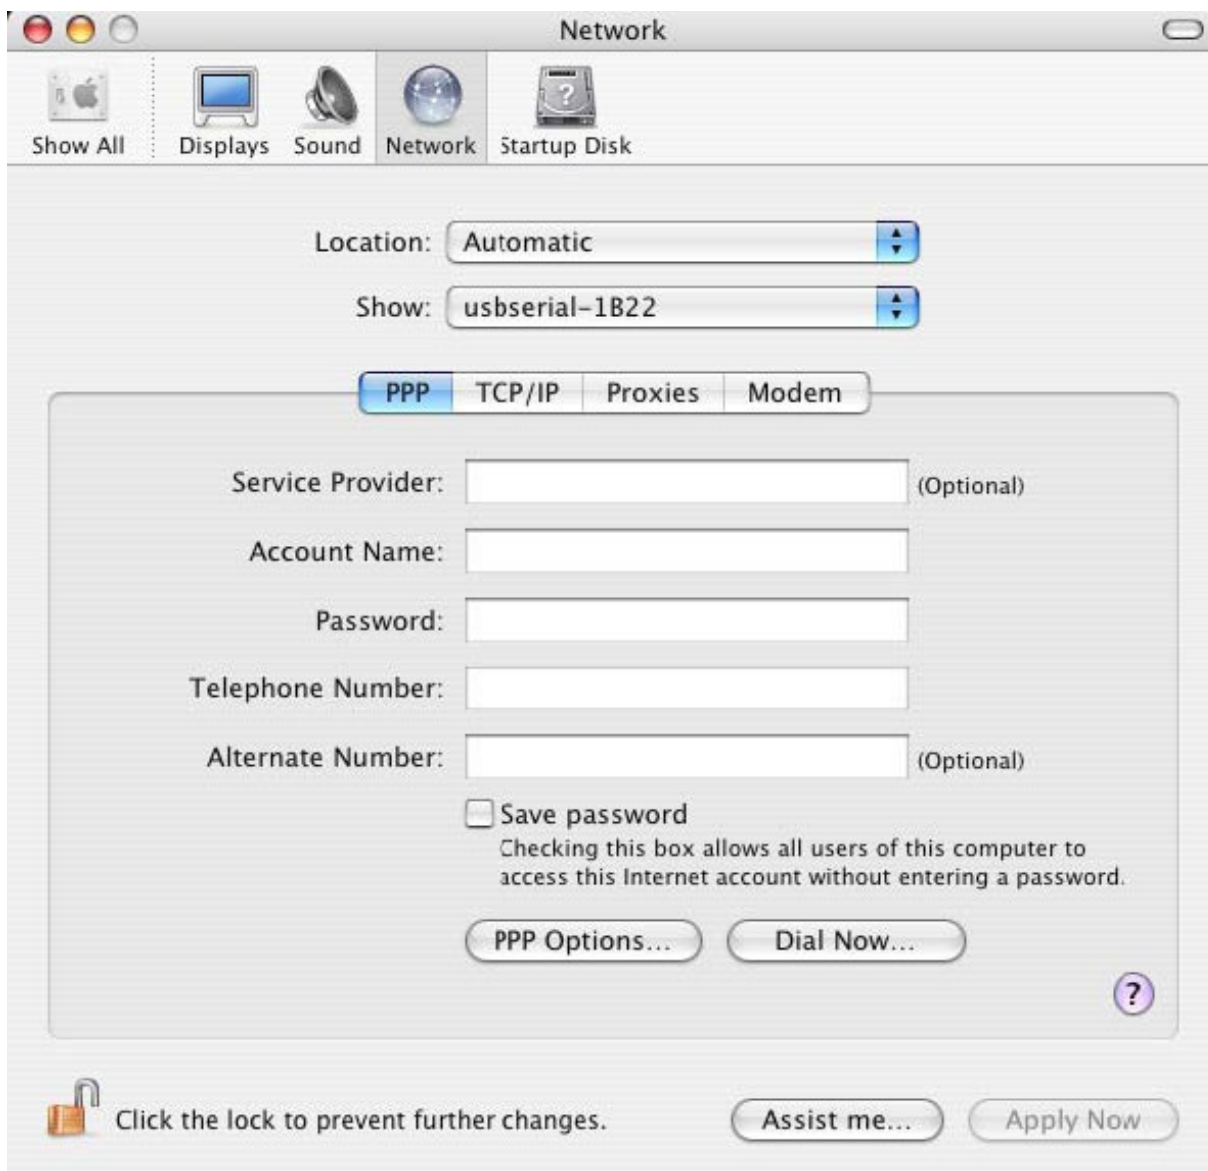 Network
Show All
Displays
Sound
Network
Startup Disk
Location: Automatic
Show: usbserial-1B22
PPP
TCP/IP
Proxies
Modem
Service Provider: (Optional)
Account Name:
Password:
Telephone Number:
Alternate Number: (Optional)
Save password
Checking this box allows all users of this computer to
access this Internet account without entering a password.
PPP Options...
Dial Now...
?
Click the lock to prevent further changes.
Assist me...
Apply Now